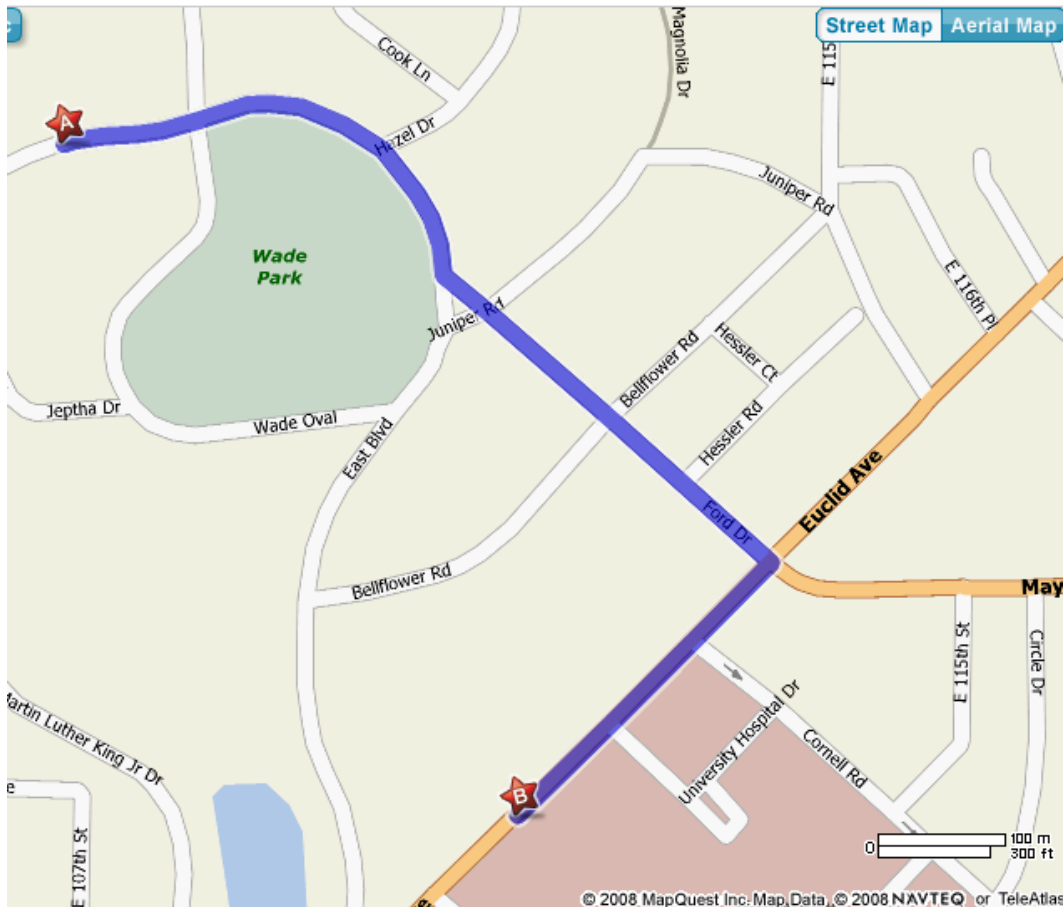 Street Map
Aerial Map
Cook Ln
Magnolia Dr
E 115
A
Hazel Dr
Juniper Rd
Wade
Park
E 116th Pl
Juniper Rd
Hessler Ct
Bellflower Rd
Jeptha Dr
Wade Oval
East Blvd
Hessler Rd
Euclid Ave
Ford Dr
Bellflower Rd
May
E 115th St
Circle Dr
Martin Luther King Jr Dr
University Hospital Dr
Cornell Rd
B
e
E 107th St
0
100 m
300 ft
© 2008 MapQuest Inc. Map Data © 2008 NAVTEQ or TeleAtlas